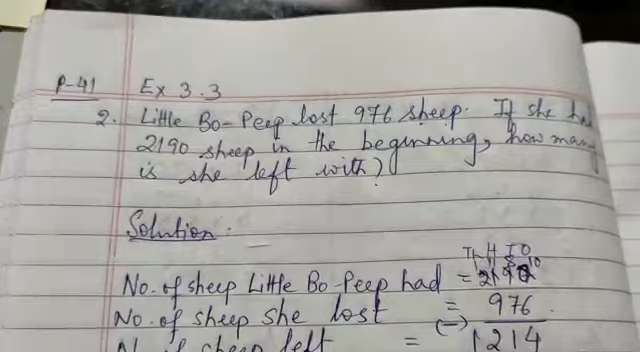 P-41 Ex 3.3
2. Little Bo-Peep lost 976 sheep. If she had
2190 sheep in the beginning, how many
is she left with?
Solution.
Th H T O
No. of sheep Little Bo-Peep had = 2190
No. of sheep she lost = 976
(-)
sheep left = 1214